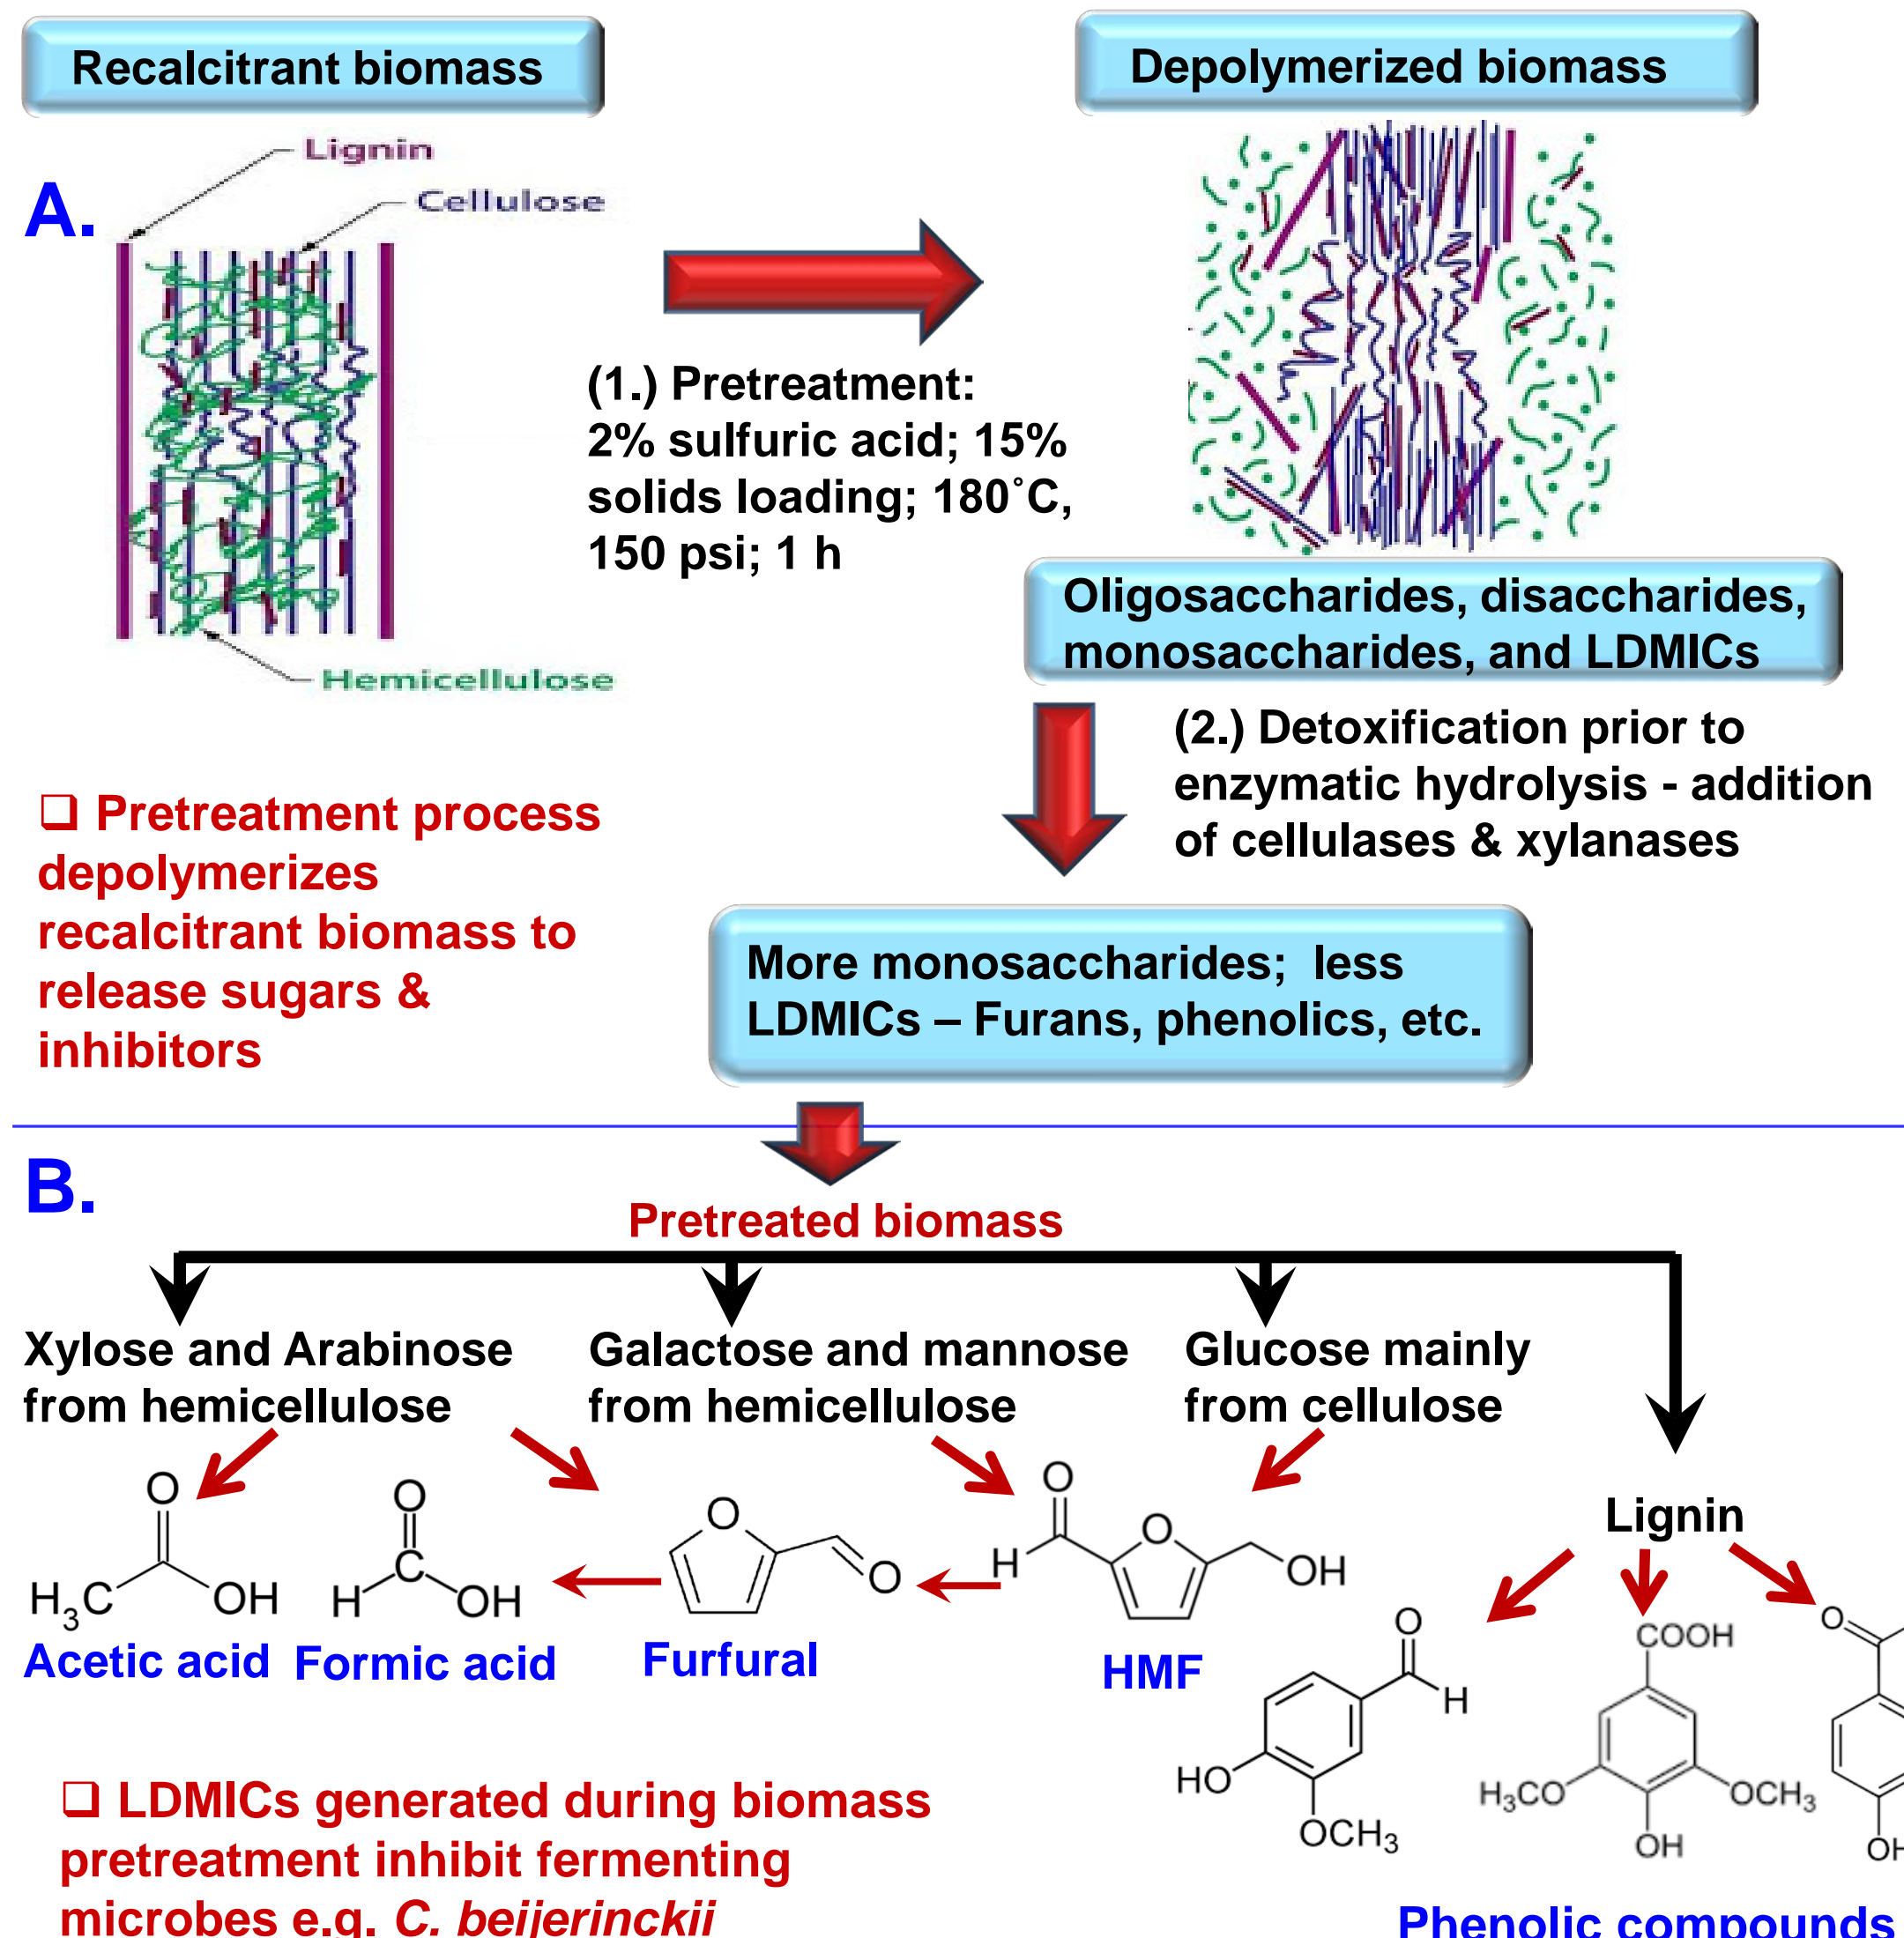 Recalcitrant biomass
Depolymerized biomass
A.
Lignin
Cellulose
Hemicellulose
(1.) Pretreatment:
2% sulfuric acid; 15%
solids loading; 180˚C,
150 psi; 1 h
Oligosaccharides, disaccharides,
monosaccharides, and LDMICs
(2.) Detoxification prior to
enzymatic hydrolysis - addition
of cellulases & xylanases
❑ Pretreatment process
depolymerizes
recalcitrant biomass to
release sugars &
inhibitors
More monosaccharides; less
LDMICs – Furans, phenolics, etc.
B.
Pretreated biomass
Xylose and Arabinose
from hemicellulose
Galactose and mannose
from hemicellulose
Glucose mainly
from cellulose
Lignin
O
H₃C
OH
Acetic acid
O
C
H
OH
Formic acid
O
O
Furfural
O
H
O
OH
HMF
O
H
HO
OCH₃
COOH
H₃CO
OCH₃
OH
O
OH
Phenolic compounds
❑ LDMICs generated during biomass
pretreatment inhibit fermenting
microbes e.g. C. beijerinckii